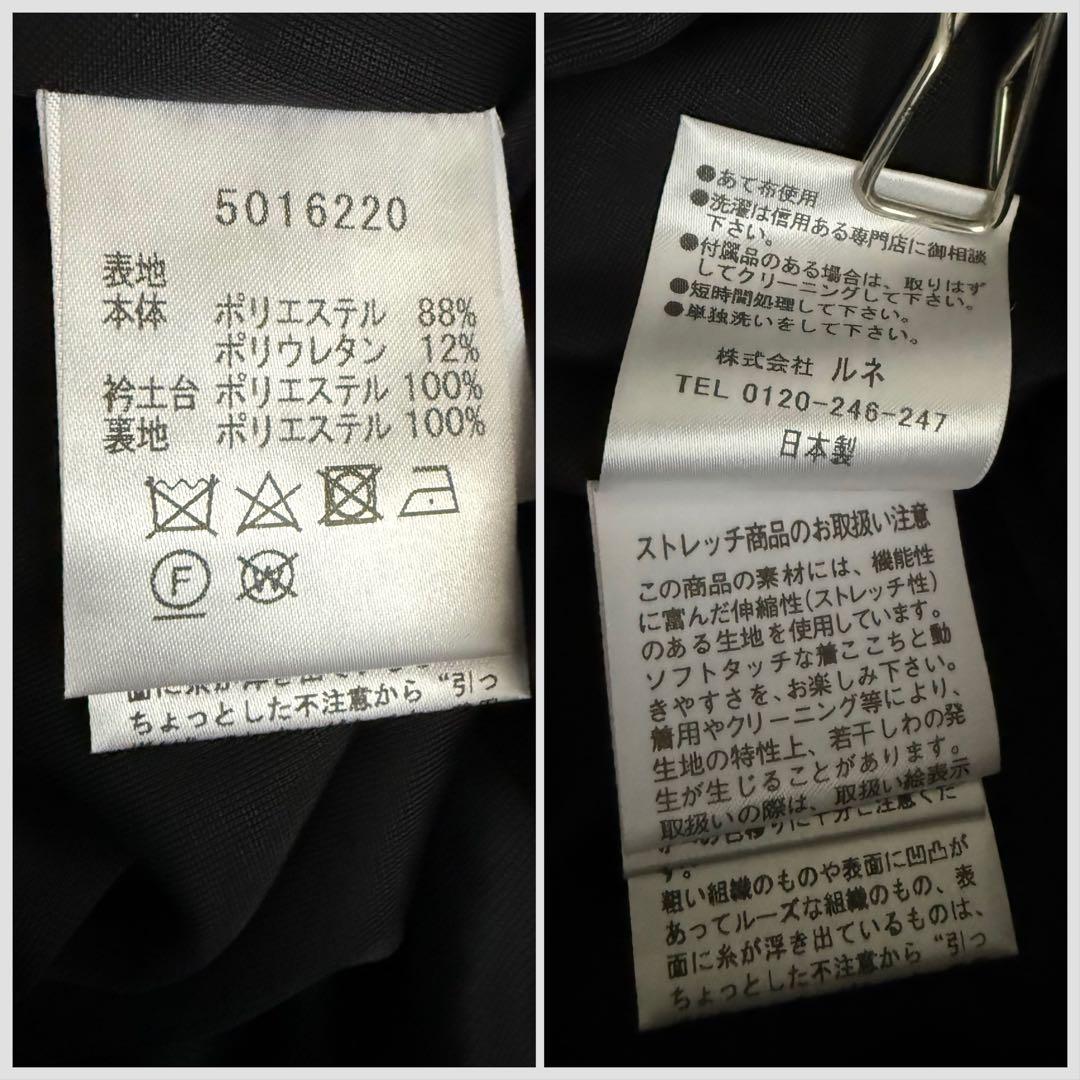 5016220
表地
本体 ポリエステル 88%
ポリウレタン 12%
衿土台 ポリエステル 100%
裏地 ポリエステル 100%
F W
面に糸が浮き出て
ちょっとした不注意から“引っ
●あて布使用
●洗濯は信用ある専門店に御相談
下さい。
●付属品のある場合は、取りはず
してクリーニングして下さい。
●短時間処理して下さい。
●単独洗いをして下さい。
株式会社 ルネ
TEL 0120-246-247
日本製
ストレッチ商品のお取扱い注意
この商品の素材には、機能性
に富んだ伸縮性(ストレッチ性)
のある生地を使用しています。
ソフトタッチな着ここちと動
きやすさを、お楽しみ下さい。
着用やクリーニング等により、
生地の特性上、若干しわの発
生が生じることがあります。
取扱いの際は、取扱い絵表示
す。
粗い組織のものや表面に凹凸が
あってルーズな組織のもの、表
面に糸が浮き出ているものは、
ちょっとした不注意から“引っ